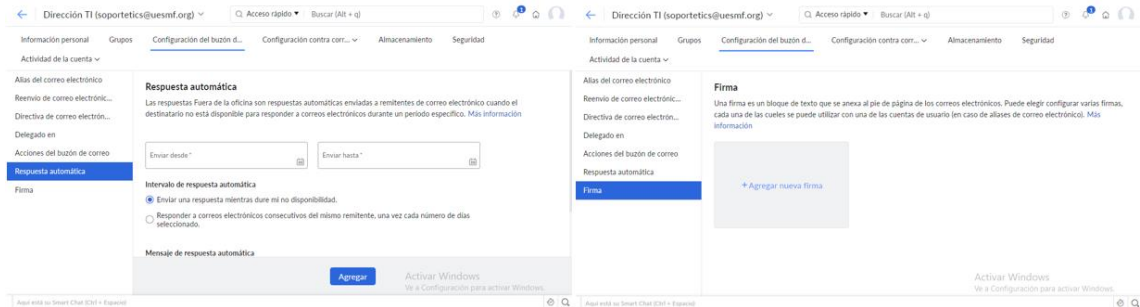 Dirección TI (soportetics@uesmf.org)
Acceso rápido
Buscar (Alt + q)
1
Información personal
Grupos
Configuración del buzón d...
Configuración contra corr...
Almacenamiento
Seguridad
Actividad de la cuenta
Alias del correo electrónico
Reenvío de correo electrónic...
Directiva de correo electrón...
Delegado en
Acciones del buzón de correo
Respuesta automática
Firma
Respuesta automática
Las respuestas Fuera de la oficina son respuestas automáticas enviadas a remitentes de correo electrónico cuando el
destinatario no está disponible para responder a correos electrónicos durante un período específico. Más información
Enviar desde*
Enviar hasta*
Intervalo de respuesta automática
Enviar una respuesta mientras dure mi no disponibilidad.
Responder a correos electrónicos consecutivos del mismo remitente, una vez cada número de días
seleccionado.
Mensaje de respuesta automática
Agregar
Activar Windows
Ve a Configuración para activar Windows.
Aquí está su Smart Chat (Ctrl + Espacio)
Dirección TI (soportetics@uesmf.org)
Acceso rápido
Buscar (Alt + q)
1
Información personal
Grupos
Configuración del buzón d...
Configuración contra corr...
Almacenamiento
Seguridad
Actividad de la cuenta
Alias del correo electrónico
Reenvío de correo electrónic...
Directiva de correo electrón...
Delegado en
Acciones del buzón de correo
Respuesta automática
Firma
Firma
Una firma es un bloque de texto que se anexa al pie de página de los correos electrónicos. Puede elegir configurar varias firmas,
cada una de las cueles se puede utilizar con una de las cuentas de usuario (en caso de aliases de correo electrónico). Más
información
+ Agregar nueva firma
Activar Windows
Ve a Configuración para activar Windows.
Aquí está su Smart Chat (Ctrl + Espacio)